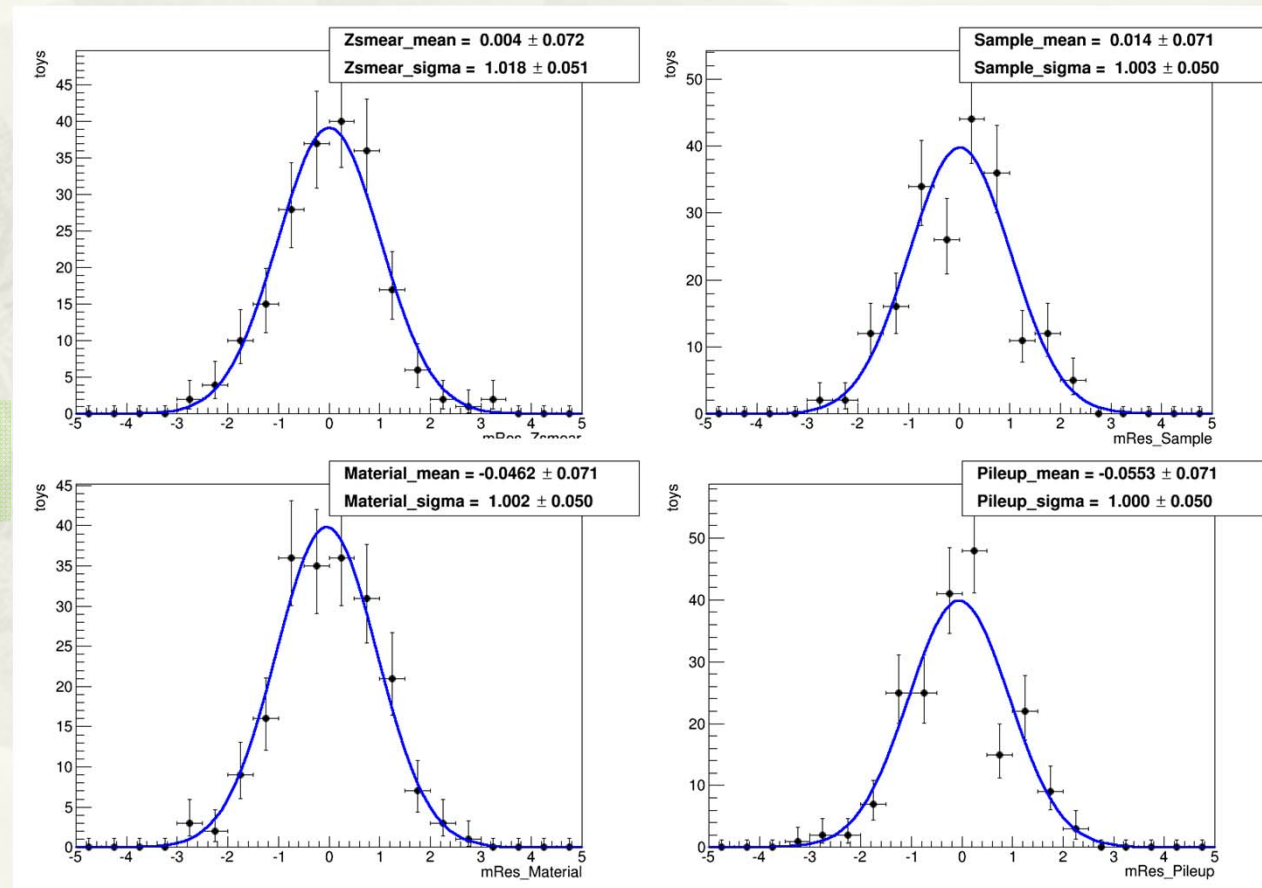 Zsmear_mean = 0.004 ± 0.072
Zsmear_sigma = 1.018 ± 0.051
toys
45
40
35
30
25
20
15
10
5
0
-5 -4 -3 -2 -1 0 1 2 3 4 5
mRes_Zsmear
Sample_mean = 0.014 ± 0.071
Sample_sigma = 1.003 ± 0.050
toys
50
40
30
20
10
0
-5 -4 -3 -2 -1 0 1 2 3 4 5
mRes_Sample
Material_mean = -0.0462 ± 0.071
Material_sigma = 1.002 ± 0.050
toys
45
40
35
30
25
20
15
10
5
0
-5 -4 -3 -2 -1 0 1 2 3 4 5
mRes_Material
Pileup_mean = -0.0553 ± 0.071
Pileup_sigma = 1.000 ± 0.050
toys
50
40
30
20
10
0
-5 -4 -3 -2 -1 0 1 2 3 4 5
mRes_Pileup